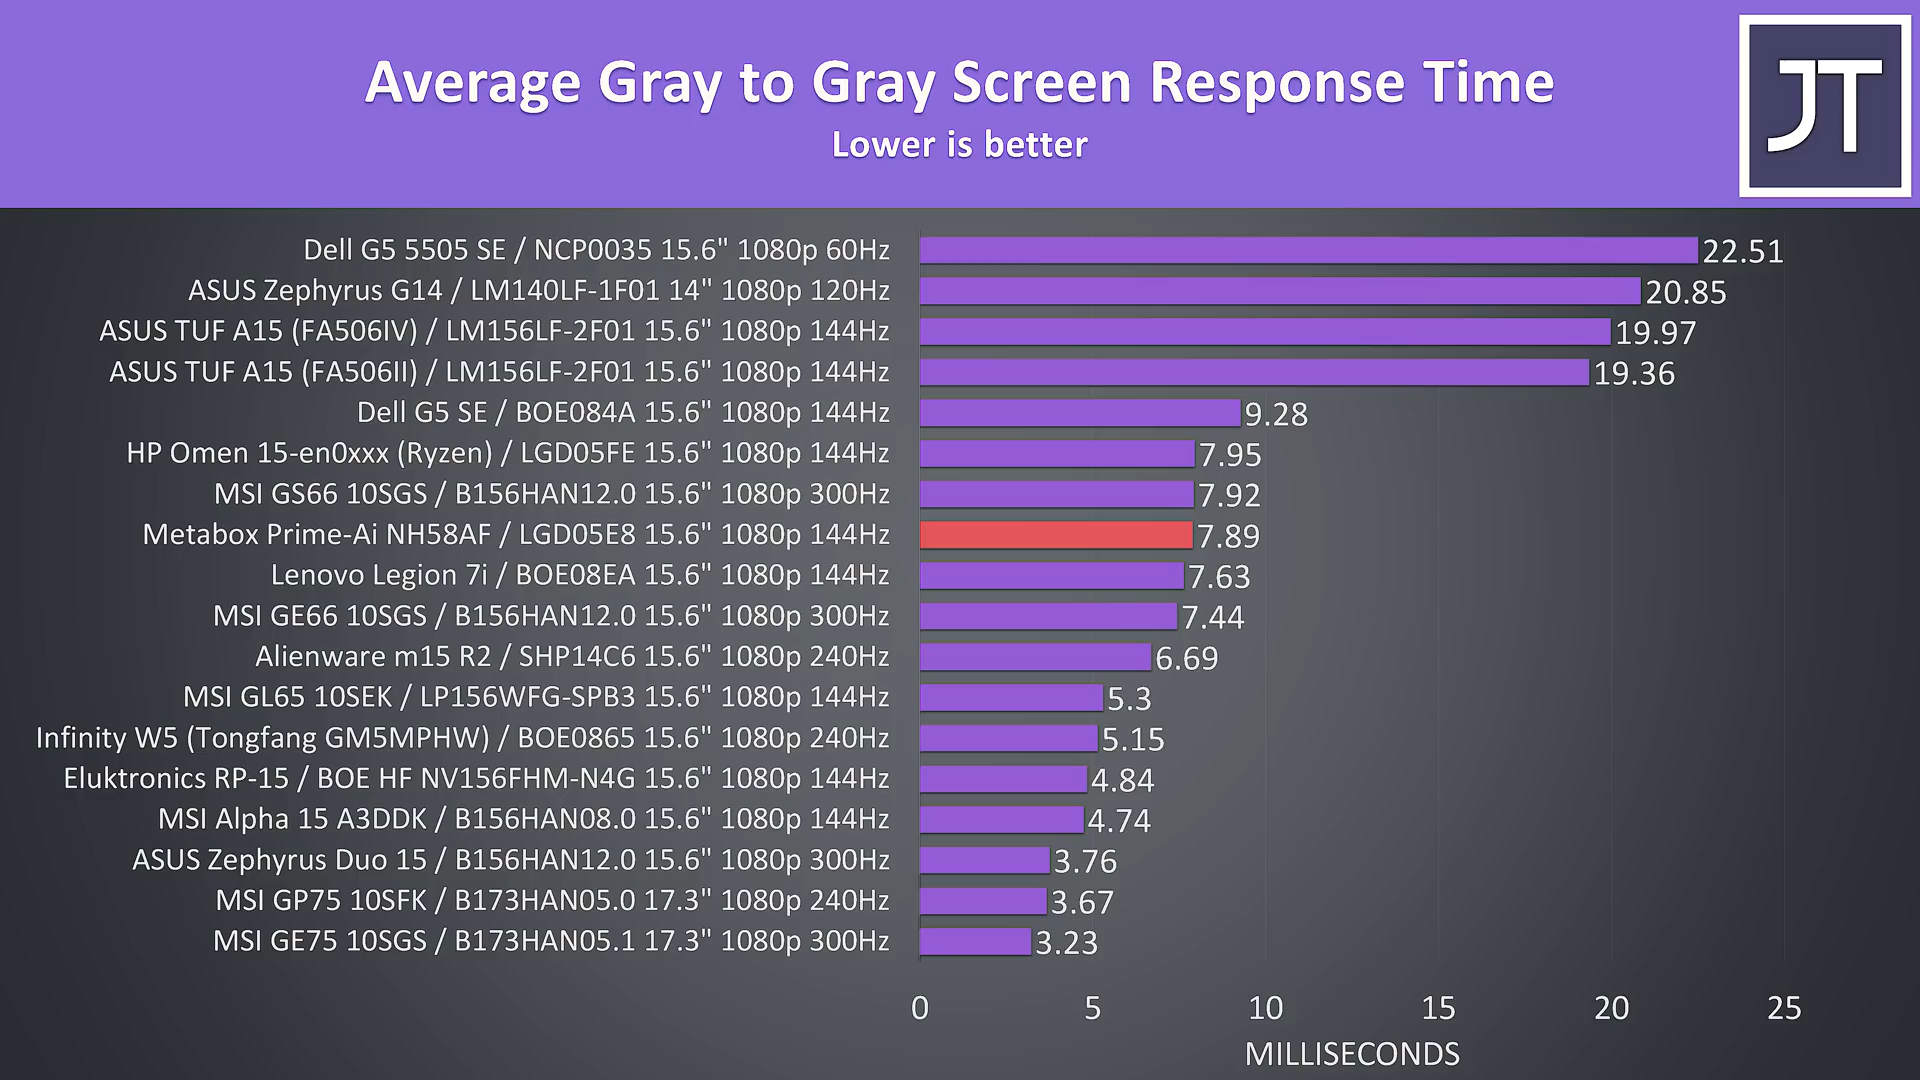 Average Gray to Gray Screen Response Time
JT
Lower is better
Dell G5 5505 SE / NCP0035 15.6" 1080p 60Hz 22.51
ASUS Zephyrus G14 / LM140LF-1F01 14" 1080p 120Hz 20.85
ASUS TUF A15 (FA506IV) / LM156LF-2F01 15.6" 1080p 144Hz 19.97
ASUS TUF A15 (FA506II) / LM156LF-2F01 15.6" 1080p 144Hz 19.36
Dell G5 SE / BOE084A 15.6" 1080p 144Hz 9.28
HP Omen 15-en0xxx (Ryzen) / LGD05FE 15.6" 1080p 144Hz 7.95
MSI GS66 10SGS / B156HAN12.0 15.6" 1080p 300Hz 7.92
Metabox Prime-Ai NH58AF / LGD05E8 15.6" 1080p 144Hz 7.89
Lenovo Legion 7i / BOE08EA 15.6" 1080p 144Hz 7.63
MSI GE66 10SGS / B156HAN12.0 15.6" 1080p 300Hz 7.44
Alienware m15 R2 / SHP14C6 15.6" 1080p 240Hz 6.69
MSI GL65 10SEK / LP156WFG-SPB3 15.6" 1080p 144Hz 5.3
Infinity W5 (Tongfang GM5MPHW) / BOE0865 15.6" 1080p 240Hz 5.15
Eluktronics RP-15 / BOE HF NV156FHM-N4G 15.6" 1080p 144Hz 4.84
MSI Alpha 15 A3DDK / B156HAN08.0 15.6" 1080p 144Hz 4.74
ASUS Zephyrus Duo 15 / B156HAN12.0 15.6" 1080p 300Hz 3.76
MSI GP75 10SFK / B173HAN05.0 17.3" 1080p 240Hz 3.67
MSI GE75 10SGS / B173HAN05.1 17.3" 1080p 300Hz 3.23
0 5 10 15 20 25
MILLISECONDS